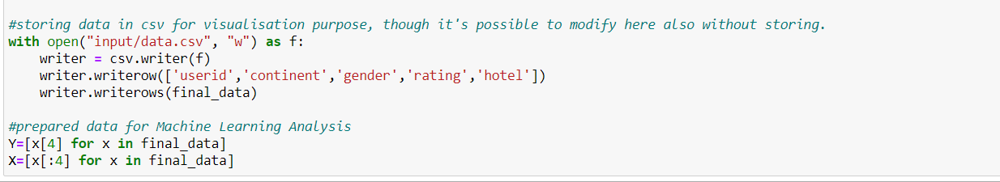 #storing data in csv for visualisation purpose, though it's possible to modify here also without storing.
with open("input/data.csv", "w") as f:
    writer = csv.writer(f)
    writer.writerow(['userid','continent','gender','rating','hotel'])
    writer.writerows(final_data)

#prepared data for Machine Learning Analysis
Y=[x[4] for x in final_data]
X=[x[:4] for x in final_data]